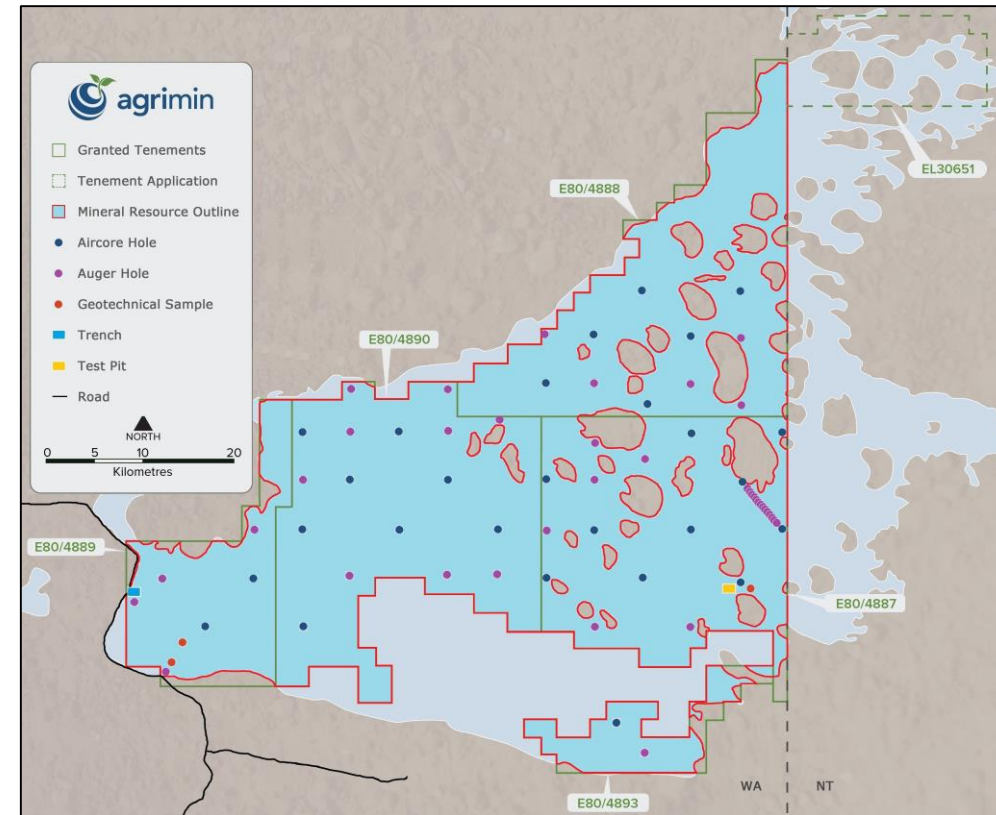 agrimin
Granted Tenements
Tenement Application
Mineral Resource Outline
Aircore Hole
Auger Hole
Geotechnical Sample
Trench
Test Pit
Road
NORTH
0 5 10 20
Kilometres
EL30651
E80/4888
E80/4890
E80/4889
E80/4887
E80/4893
WA
NT